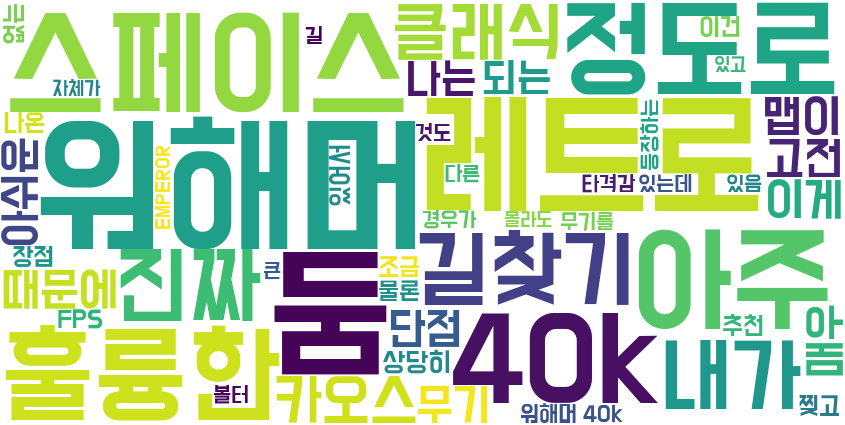 없는
스페이스
길
클래식
정도로
이건
있고
자체가
나는
되는
나온
워해머
EMPEROR
있어서
것도
레트로
다른
등장하는
맵이
고전
아쉬운
타격감
있는데
있음
이게
경우가
몰라도
무기를
장점
진짜
큰
둠
조금
물론
길찾기
아주
때문에
FPS
단점
상당히
40k
추천
아몸
훌륭한
볼터
카오스
무기
워해머 40k
내가
찢고